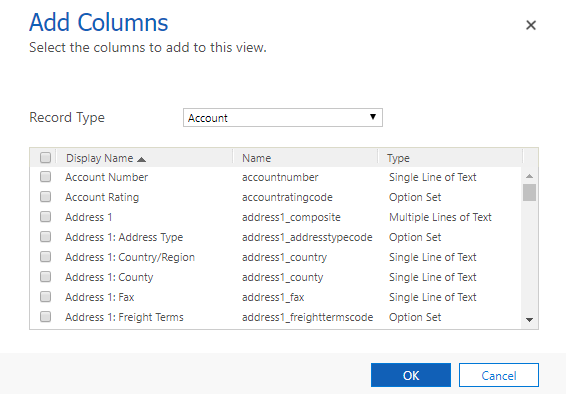 Add Columns
Select the columns to add to this view.
Record Type Account
Display Name Name Type
Account Number accountnumber Single Line of Text
Account Rating accountratingcode Option Set
Address 1 address1_composite Multiple Lines of Text
Address 1: Address Type address1_addresstypecode Option Set
Address 1: Country/Region address1_country Single Line of Text
Address 1: County address1_county Single Line of Text
Address 1: Fax address1_fax Single Line of Text
Address 1: Freight Terms address1_freighttermscode Option Set
OK Cancel